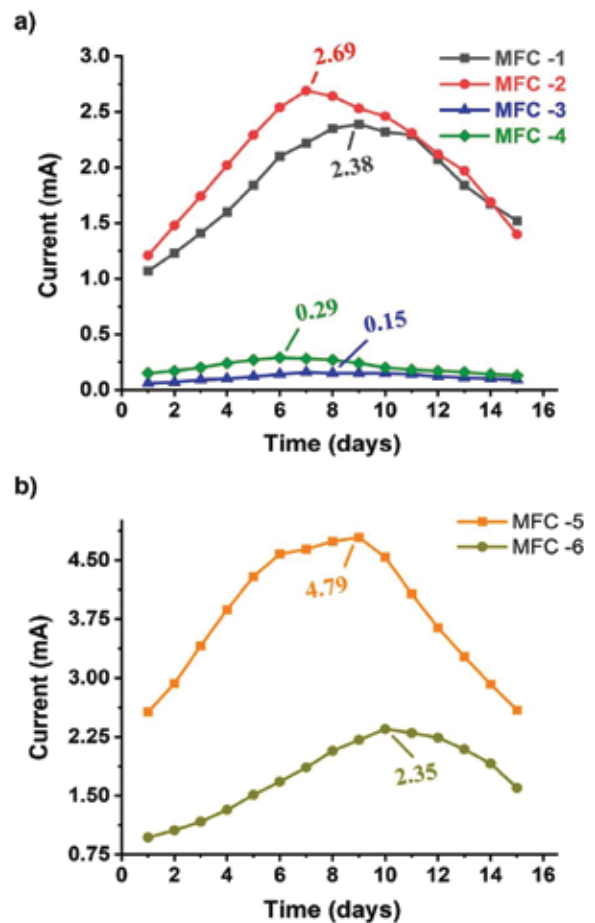 a)
3.0
2.5
2.0
1.5
1.0
0.5
0.0
Current (mA)
2.69
2.38
0.29
0.15
MFC -1
MFC -2
MFC -3
MFC -4
0 2 4 6 8 10 12 14 16
Time (days)
b)
4.50
3.75
3.00
2.25
1.50
0.75
Current (mA)
4.79
2.35
MFC -5
MFC -6
0 2 4 6 8 10 12 14 16
Time (days)